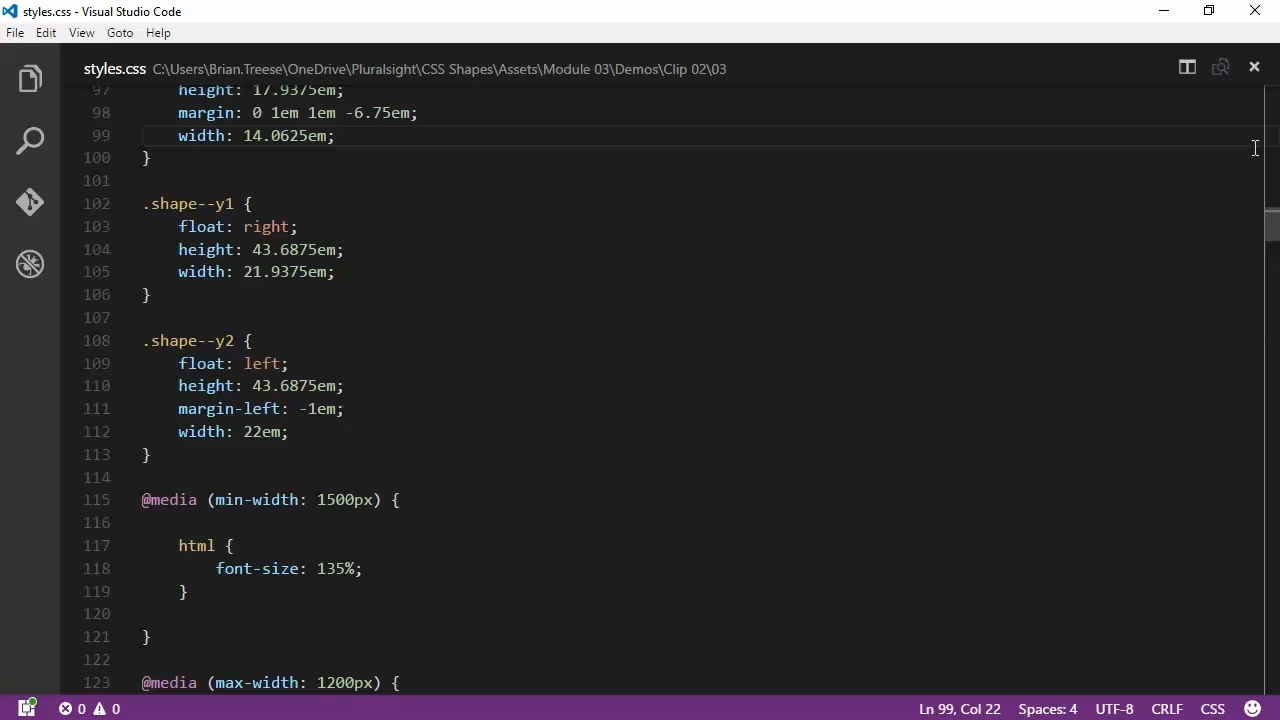 styles.css - Visual Studio Code
File Edit View Goto Help
styles.css C:\Users\Brian.Treese\OneDrive\Pluralsight\CSS Shapes\Assets\Module 03\Demos\Clip 02\03
97 height: 17.9375em;
98 margin: 0 1em 1em -6.75em;
99 width: 14.0625em;
100 }
101
102 .shape--y1 {
103 float: right;
104 height: 43.6875em;
105 width: 21.9375em;
106 }
107
108 .shape--y2 {
109 float: left;
110 height: 43.6875em;
111 margin-left: -1em;
112 width: 22em;
113 }
114
115 @media (min-width: 1500px) {
116
117 html {
118 font-size: 135%;
119 }
120
121 }
122
123 @media (max-width: 1200px) {
0 0 Ln 99, Col 22 Spaces: 4 UTF-8 CRLF CSS